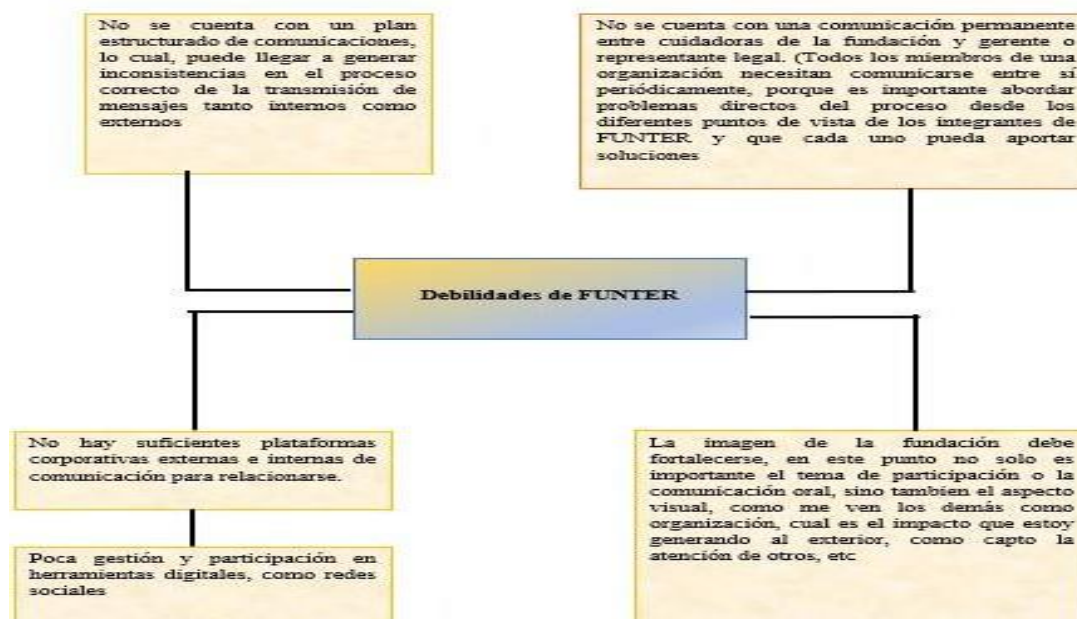 No se cuenta con un plan
estructurado de comunicaciones,
lo cual, puede llegar a generar
inconsistencias en el proceso
correcto de la transmisión de
mensajes tanto internos como
externos
No se cuenta con una comunicación permanente
entre cuidadoras de la fundación y gerente o
representante legal. (Todos los miembros de una
organización necesitan comunicarse entre sí
periódicamente, porque es importante abordar
problemas directos del proceso desde los
diferentes puntos de vista de los integrantes de
FUNTER y que cada uno pueda aportar
soluciones
Debilidades de FUNTER
No hay suficientes plataformas
corporativas externas e internas de
comunicación para relacionarse.
Poca gestión y participación en
herramientas digitales, como redes
sociales
La imagen de la fundación debe
fortalecerse, en este punto no solo es
importante el tema de participación o la
comunicación oral, sino tambien el aspecto
visual, como me ven los demás como
organización, cual es el impacto que estoy
generando al exterior, como capto la
atención de otros, etc